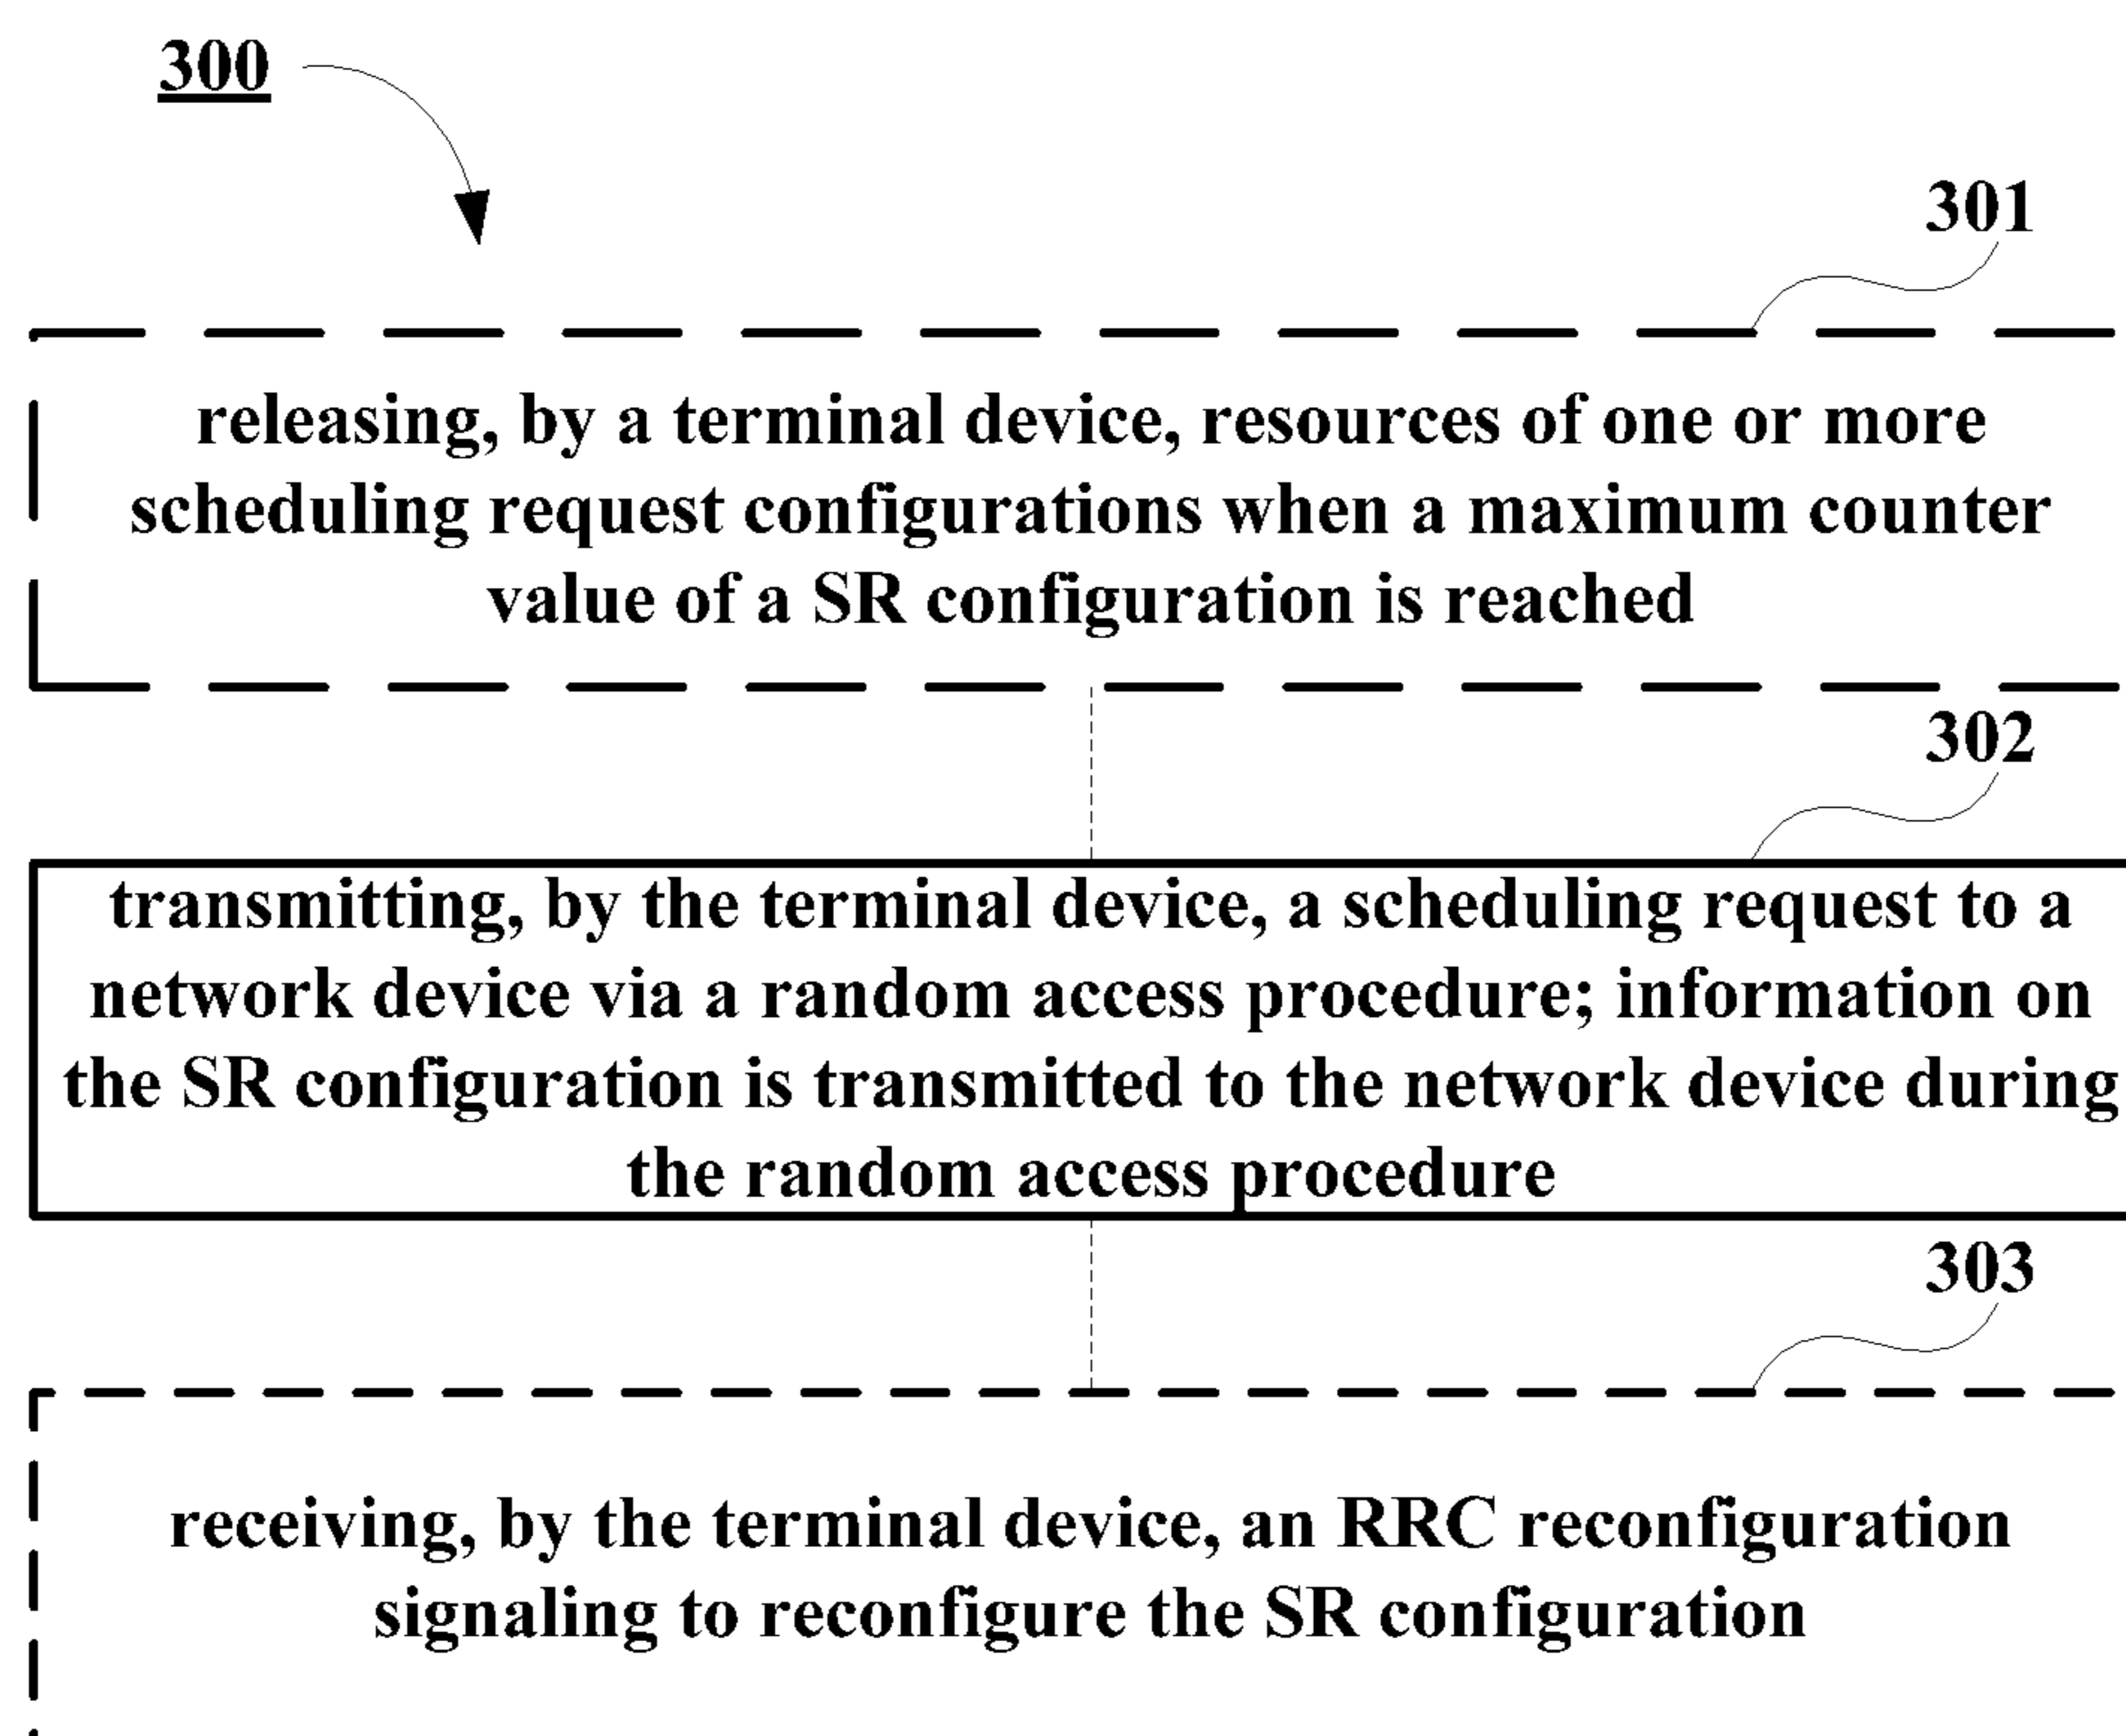 300
301
releasing, by a terminal device, resources of one or more
scheduling request configurations when a maximum counter
value of a SR configuration is reached
302
transmitting, by the terminal device, a scheduling request to a
network device via a random access procedure; information on
the SR configuration is transmitted to the network device during
the random access procedure
303
receiving, by the terminal device, an RRC reconfiguration
signaling to reconfigure the SR configuration